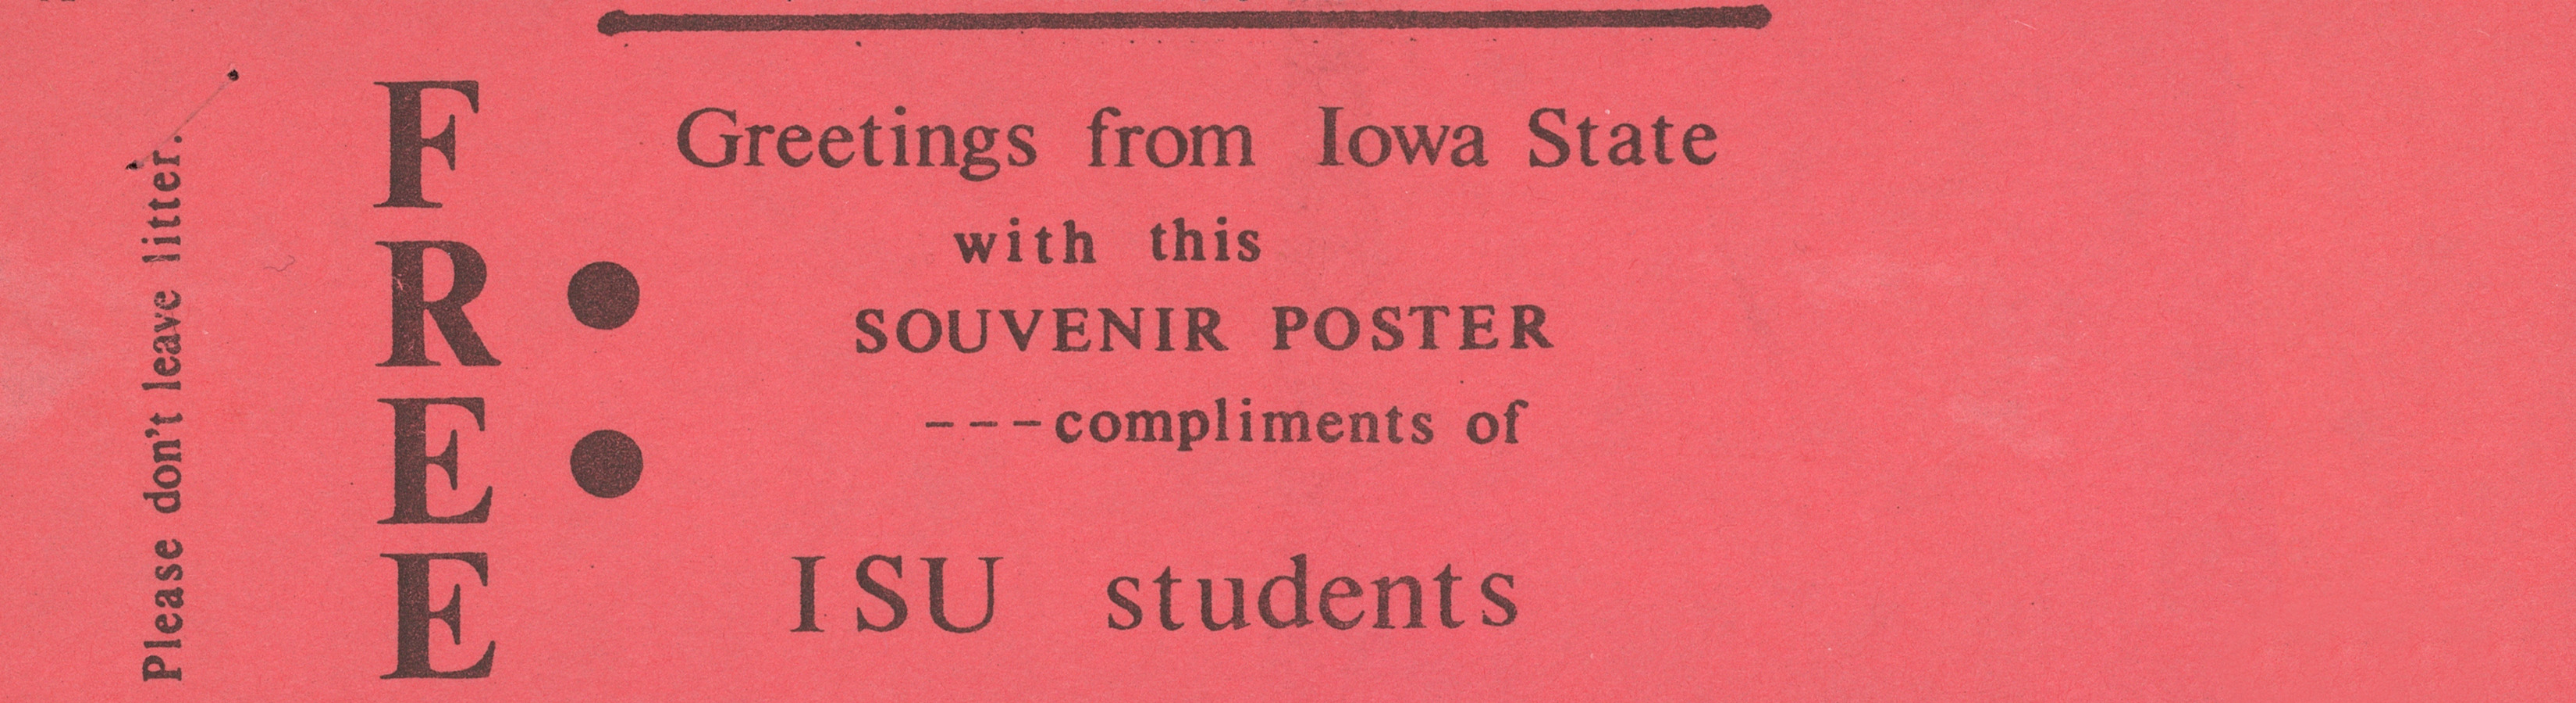 Please don't leave litter.
FREE
Greetings from Iowa State
with this
SOUVENIR POSTER
---compliments of
ISU students